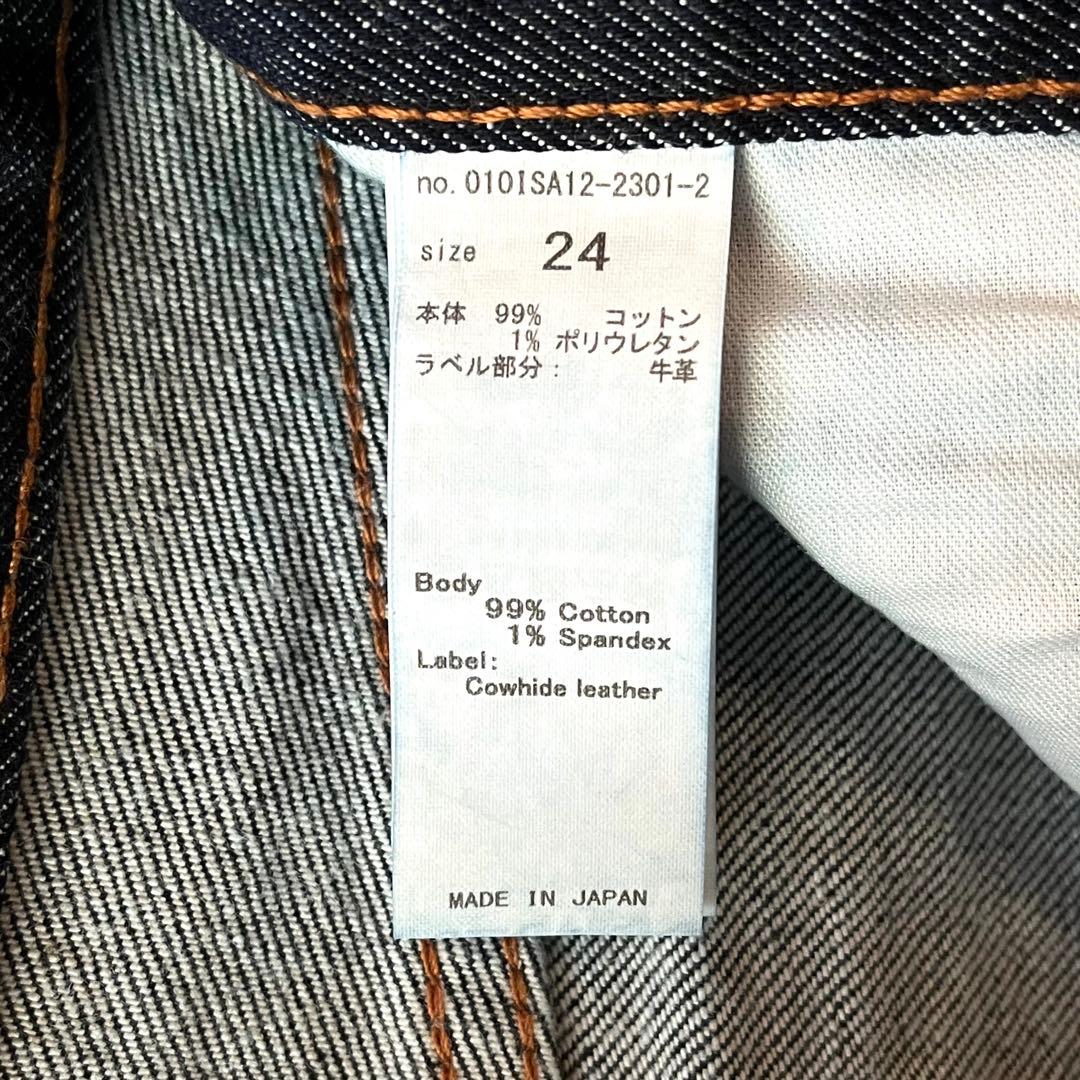 no. 010ISA12-2301-2
size 24
本体 99% コットン
1% ポリウレタン
ラベル部分: 牛革
Body
99% Cotton
1% Spandex
Label:
Cowhide leather
MADE IN JAPAN